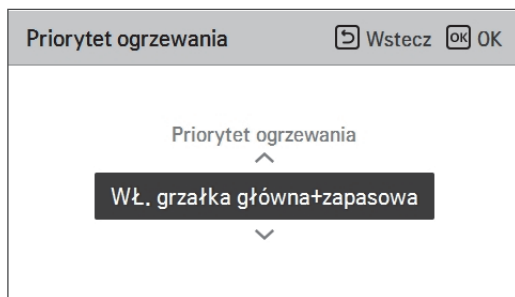 Priorytet ogrzewania Wstecz OK OK
Priorytet ogrzewania
WŁ. grzałka główna+zapasowa